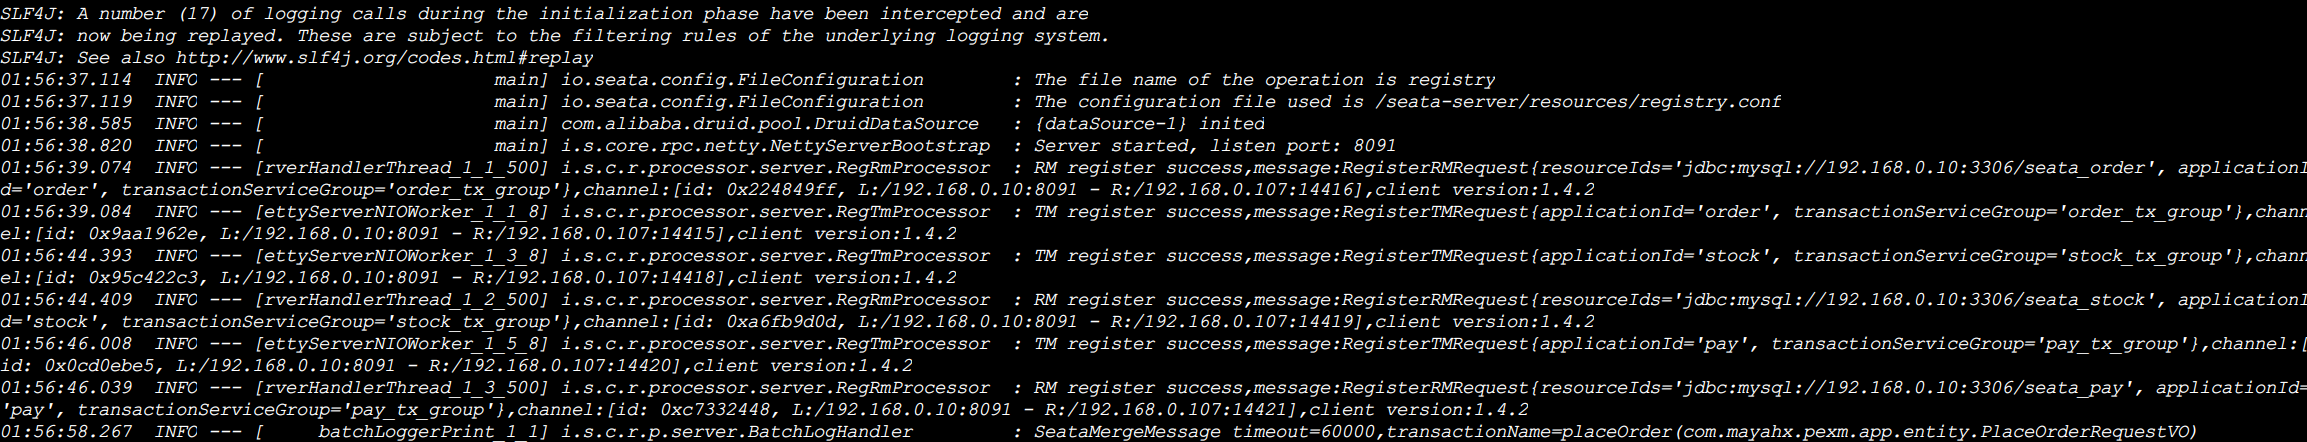 SLF4J: A number (17) of logging calls during the initialization phase have been intercepted and are
SLF4J: now being replayed. These are subject to the filtering rules of the underlying logging system.
SLF4J: See also http://www.slf4j.org/codes.html#replay
01:56:37.114  INFO --- [                     main] io.seata.config.FileConfiguration        : The file name of the operation is registry
01:56:37.119  INFO --- [                     main] io.seata.config.FileConfiguration        : The configuration file used is /seata-server/resources/registry.conf
01:56:38.585  INFO --- [                     main] com.alibaba.druid.pool.DruidDataSource   : {dataSource-1} inited
01:56:38.820  INFO --- [                     main] i.s.core.rpc.netty.NettyServerBootstrap  : Server started, listen port: 8091
01:56:39.074  INFO --- [rverHandlerThread_1_1_500] i.s.c.r.processor.server.RegRmProcessor  : RM register success,message:RegisterRMRequest{resourceIds='jdbc:mysql://192.168.0.10:3306/seata_order', applicationI
d='order', transactionServiceGroup='order_tx_group'},channel:[id: 0x224849ff, L:/192.168.0.10:8091 - R:/192.168.0.107:14416],client version:1.4.2
01:56:39.084  INFO --- [ettyServerNIOWorker_1_1_8] i.s.c.r.processor.server.RegTmProcessor  : TM register success,message:RegisterTMRequest{applicationId='order', transactionServiceGroup='order_tx_group'},chann
el:[id: 0x9aa1962e, L:/192.168.0.10:8091 - R:/192.168.0.107:14415],client version:1.4.2
01:56:44.393  INFO --- [ettyServerNIOWorker_1_3_8] i.s.c.r.processor.server.RegTmProcessor  : TM register success,message:RegisterTMRequest{applicationId='stock', transactionServiceGroup='stock_tx_group'},chann
el:[id: 0x95c422c3, L:/192.168.0.10:8091 - R:/192.168.0.107:14418],client version:1.4.2
01:56:44.409  INFO --- [rverHandlerThread_1_2_500] i.s.c.r.processor.server.RegRmProcessor  : RM register success,message:RegisterRMRequest{resourceIds='jdbc:mysql://192.168.0.10:3306/seata_stock', applicationI
d='stock', transactionServiceGroup='stock_tx_group'},channel:[id: 0xa6fb9d0d, L:/192.168.0.10:8091 - R:/192.168.0.107:14419],client version:1.4.2
01:56:46.008  INFO --- [ettyServerNIOWorker_1_5_8] i.s.c.r.processor.server.RegTmProcessor  : TM register success,message:RegisterTMRequest{applicationId='pay', transactionServiceGroup='pay_tx_group'},channel:[
id: 0x0cd0ebe5, L:/192.168.0.10:8091 - R:/192.168.0.107:14420],client version:1.4.2
01:56:46.039  INFO --- [rverHandlerThread_1_3_500] i.s.c.r.processor.server.RegRmProcessor  : RM register success,message:RegisterRMRequest{resourceIds='jdbc:mysql://192.168.0.10:3306/seata_pay', applicationId=
'pay', transactionServiceGroup='pay_tx_group'},channel:[id: 0xc7332448, L:/192.168.0.10:8091 - R:/192.168.0.107:14421],client version:1.4.2
01:56:58.267  INFO --- [     batchLoggerPrint_1_1] i.s.c.r.p.server.BatchLogHandler         : SeataMergeMessage timeout=60000,transactionName=placeOrder(com.mayahx.pexm.app.entity.PlaceOrderRequestVO)